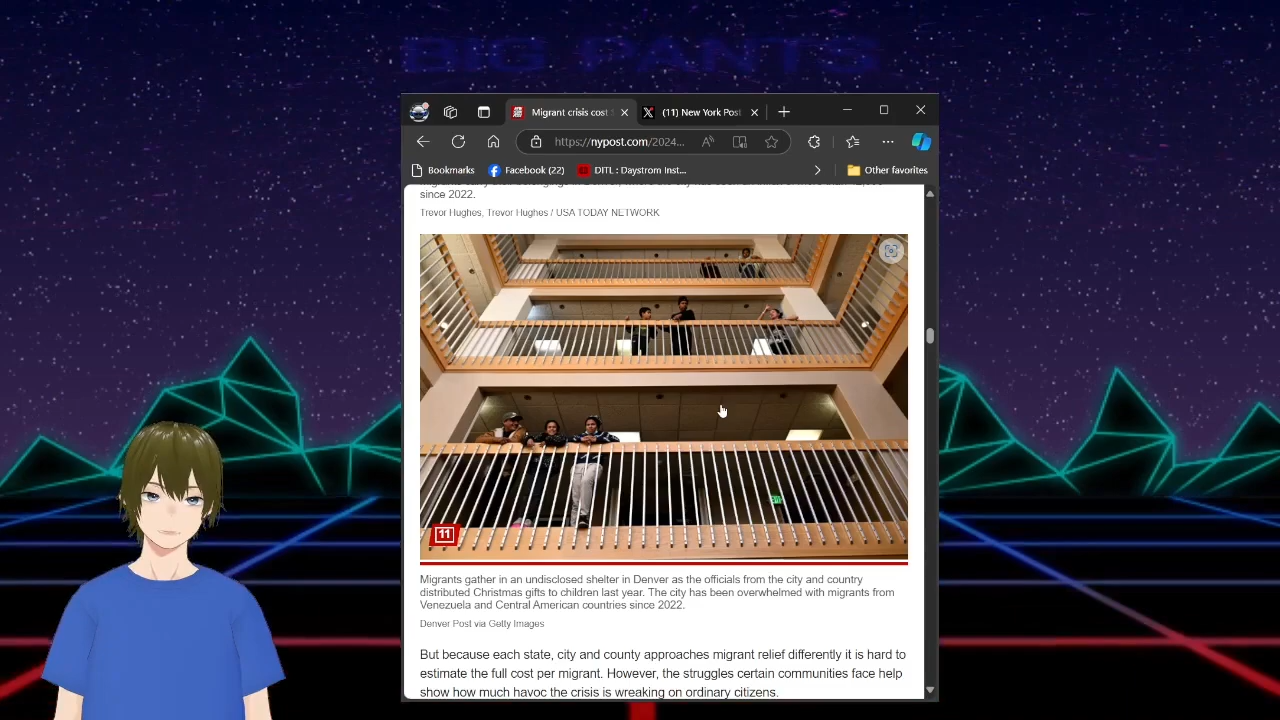 BIG PANTS
Migrant crisis cost
(11) New York Post
https://nypost.com/2024...
Bookmarks
Facebook (22)
DITL : Daystrom Inst...
Other favorites
since 2022.
Trevor Hughes, Trevor Hughes / USA TODAY NETWORK
EXIT
11
Migrants gather in an undisclosed shelter in Denver as the officials from the city and country
distributed Christmas gifts to children last year. The city has been overwhelmed with migrants from
Venezuela and Central American countries since 2022.
Denver Post via Getty Images
But because each state, city and county approaches migrant relief differently it is hard to
estimate the full cost per migrant. However, the struggles certain communities face help
show how much havoc the crisis is wreaking on ordinary citizens.